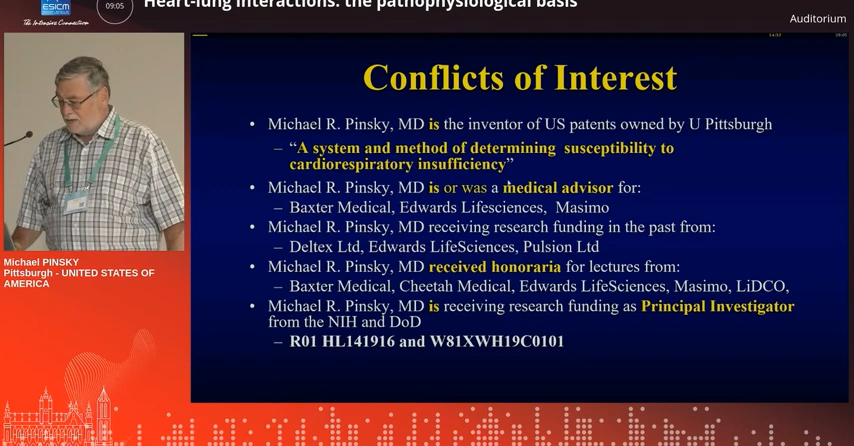 ESICM
The Intensive Connection
09:05
Heart-lung interactions: the pathophysiological basis
Auditorium
14/53
09:05
Conflicts of Interest
• Michael R. Pinsky, MD is the inventor of US patents owned by U Pittsburgh
– “A system and method of determining susceptibility to
cardiorespiratory insufficiency”
• Michael R. Pinsky, MD is or was a medical advisor for:
– Baxter Medical, Edwards Lifesciences, Masimo
• Michael R. Pinsky, MD receiving research funding in the past from:
– Deltex Ltd, Edwards LifeSciences, Pulsion Ltd
• Michael R. Pinsky, MD received honoraria for lectures from:
– Baxter Medical, Cheetah Medical, Edwards LifeSciences, Masimo, LiDCO,
• Michael R. Pinsky, MD is receiving research funding as Principal Investigator
from the NIH and DoD
– R01 HL141916 and W81XWH19C0101
Michael PINSKY
Pittsburgh - UNITED STATES OF
AMERICA